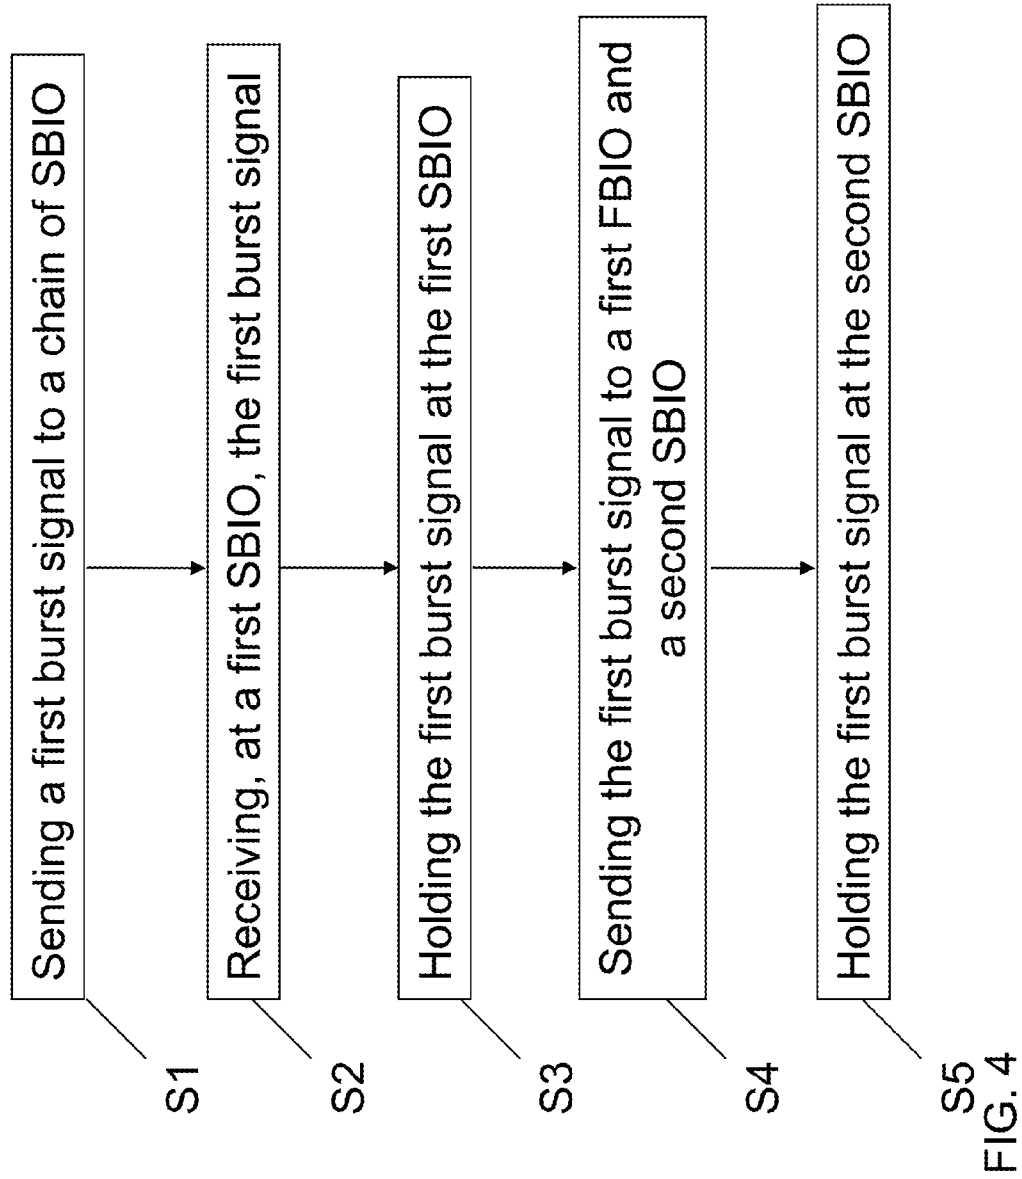 Sending a first burst signal to a chain of SBIO
S1
Receiving, at a first SBIO, the first burst signal
S2
Holding the first burst signal at the first SBIO
S3
Sending the first burst signal to a first FBIO and
a second SBIO
S4
Holding the first burst signal at the second SBIO
S5
FIG. 4